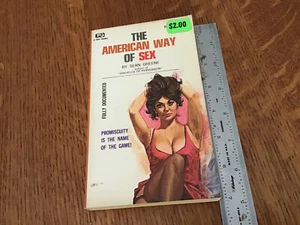 $2.00
THE
AMERICAN WAY
OF SEX
BY SEAN GREENE
FULLY DOCUMENTED
PROMISCUITY
IS THE NAME
OF THE GAME!